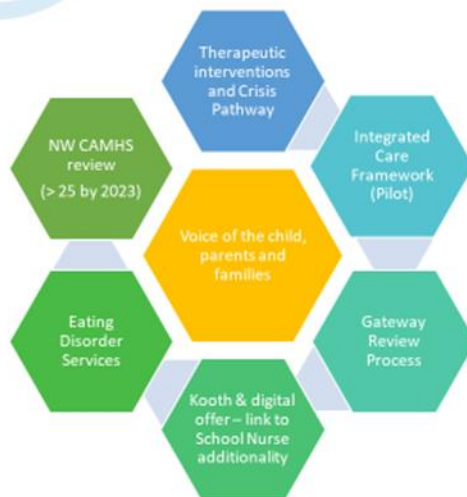 Therapeutic
interventions
and Crisis
Pathway
NW CAMHS
review
(> 25 by 2023)
Integrated
Care
Framework
(Pilot)
Voice of the child,
parents and
families
Eating
Disorder
Services
Gateway
Review
Process
Kooth & digital
offer – link to
School Nurse
additionality